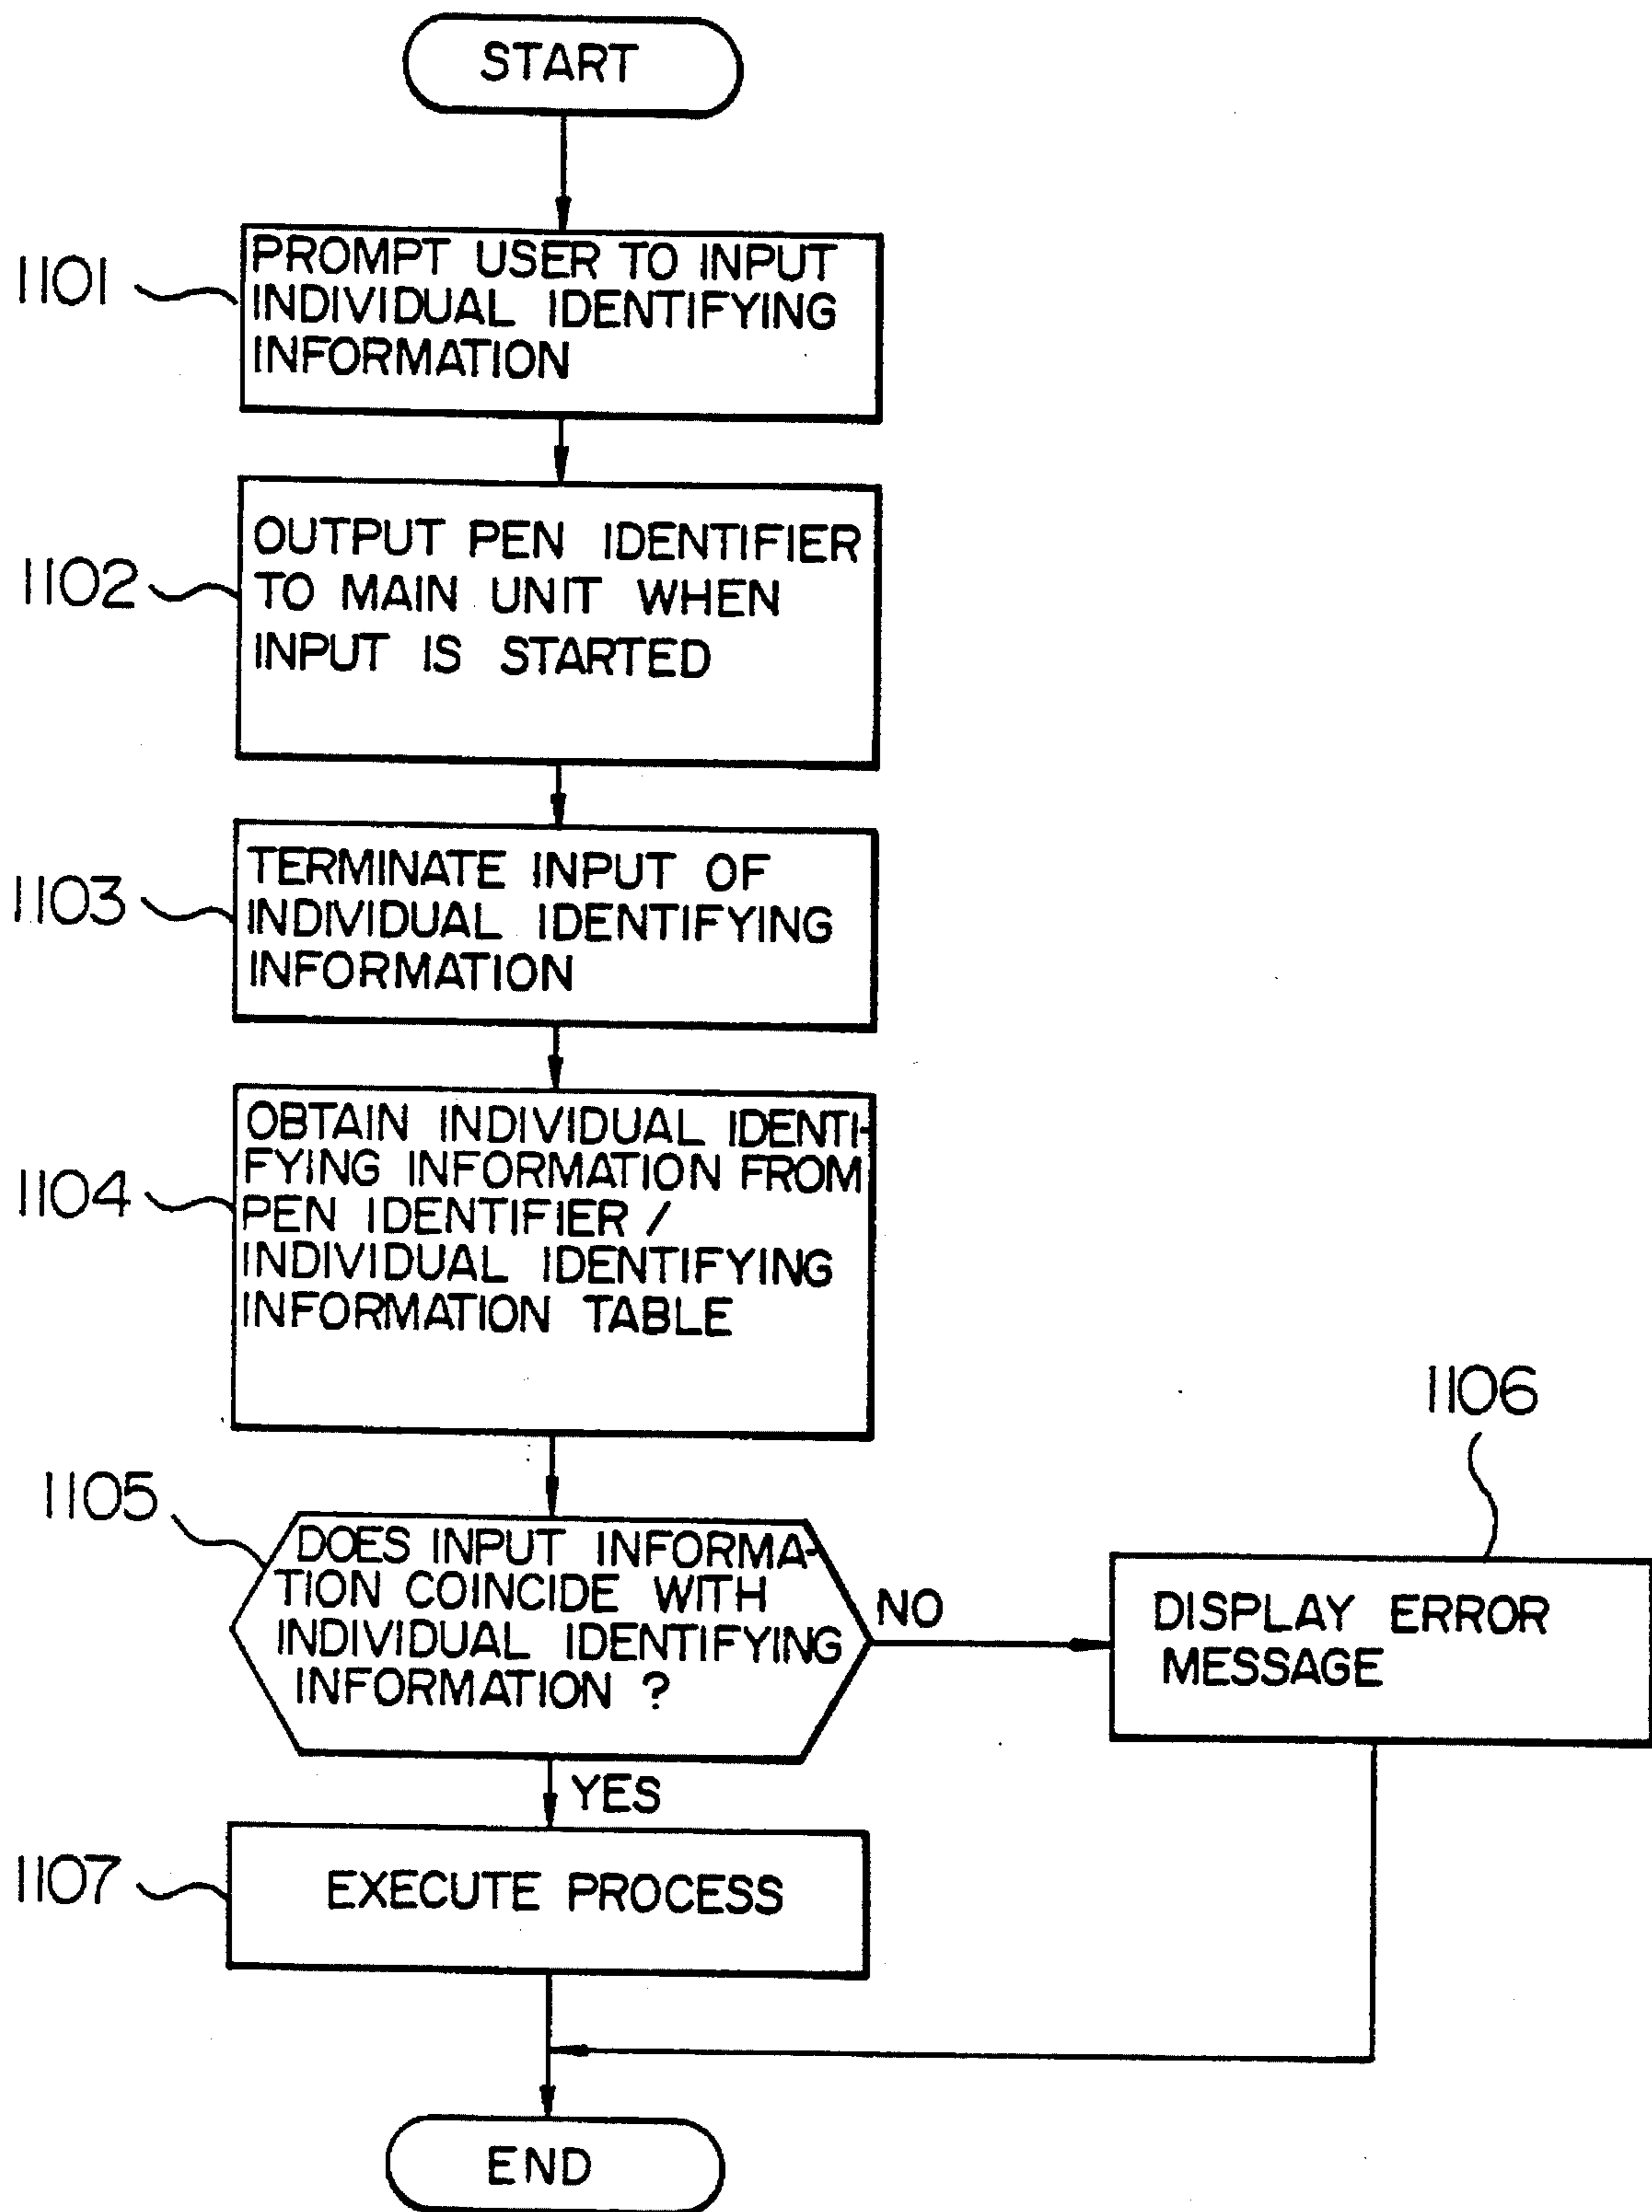 START
1101
PROMPT USER TO INPUT
INDIVIDUAL IDENTIFYING
INFORMATION
1102
OUTPUT PEN IDENTIFIER
TO MAIN UNIT WHEN
INPUT IS STARTED
1103
TERMINATE INPUT OF
INDIVIDUAL IDENTIFYING
INFORMATION
1104
OBTAIN INDIVIDUAL IDENTI-
FYING INFORMATION FROM
PEN IDENTIFIER /
INDIVIDUAL IDENTIFYING
INFORMATION TABLE
1105
DOES INPUT INFORMA-
TION COINCIDE WITH
INDIVIDUAL IDENTIFYING
INFORMATION ?
NO
1106
DISPLAY ERROR
MESSAGE
YES
1107
EXECUTE PROCESS
END